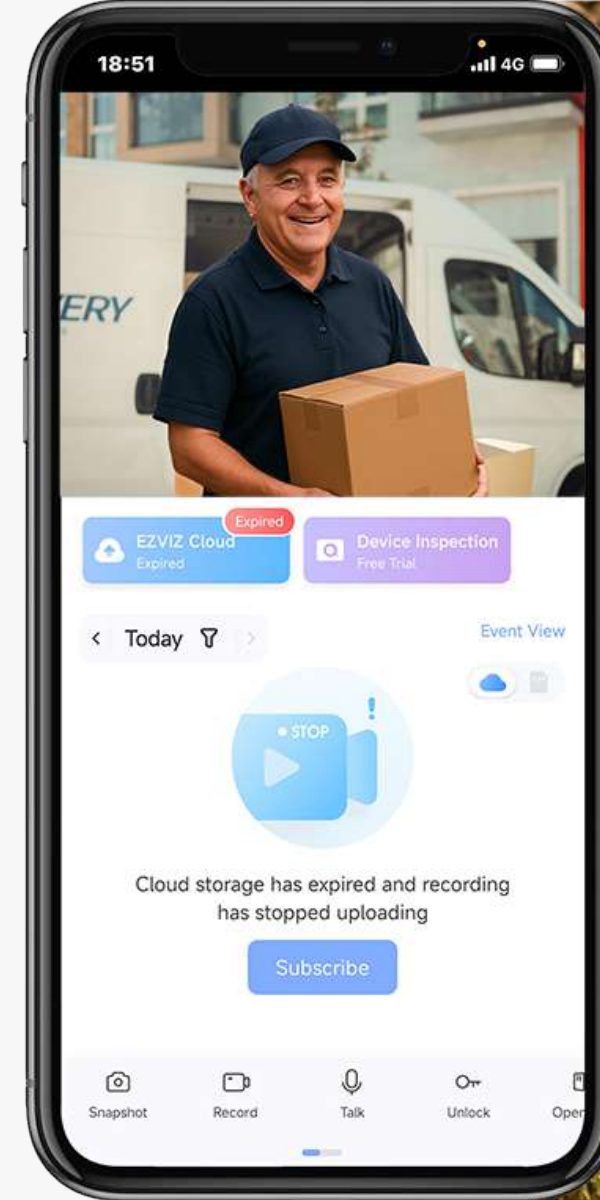 18:51
4G
ERY
Expired
EZVIZ Cloud
Expired
Device Inspection
Free Trial
Today
Event View
STOP
!
Cloud storage has expired and recording
has stopped uploading
Subscribe
Snapshot
Record
Talk
Unlock
Oper